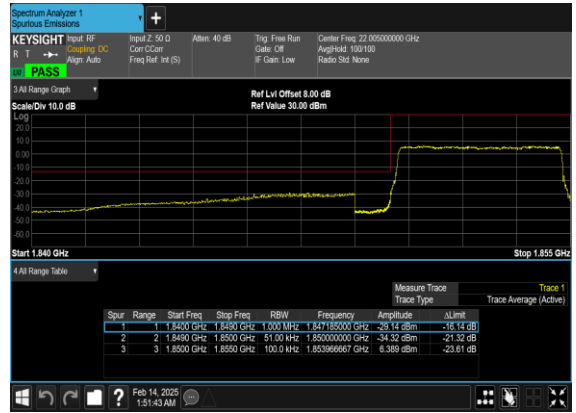 Spectrum Analyzer 1
Spurious Emissions
KEYSIGHT Input: RF Input Z: 50 Ω Atten: 40 dB Trig: Free Run Center Freq: 22.005000000 GHz
R T Coupling: DC Corr CCorr Gate: Off Avg|Hold: 100/100
Align: Auto Freq Ref: Int (S) IF Gain: Low Radio Std: None
PASS
3 All Range Graph
Ref Lvl Offset 8.00 dB
Scale/Div 10.0 dB Ref Value 30.00 dBm
Log
20.0
10.0
0.00
-10.0
-20.0
-30.0
-40.0
-50.0
-60.0
Start 1.840 GHz Stop 1.855 GHz
4 All Range Table
Measure Trace Trace 1
Trace Type Trace Average (Active)
Spur Range Start Freq Stop Freq RBW Frequency Amplitude ΔLimit
1 1 1.8400 GHz 1.8490 GHz 1.000 MHz 1.847185000 GHz -29.14 dBm -16.14 dB
2 2 1.8490 GHz 1.8500 GHz 51.00 kHz 1.850000000 GHz -34.32 dBm -21.32 dB
3 3 1.8500 GHz 1.8550 GHz 100.0 kHz 1.853966667 GHz 6.389 dBm -23.61 dB
Feb 14, 2025
1:51:43 AM